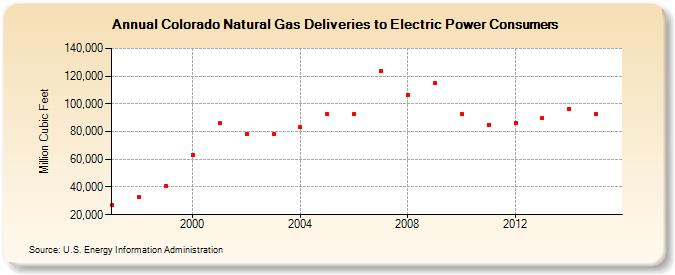 Annual Colorado Natural Gas Deliveries to Electric Power Consumers
Million Cubic Feet
140,000
120,000
100,000
80,000
60,000
40,000
20,000
2000 2004 2008 2012
Source: U.S. Energy Information Administration